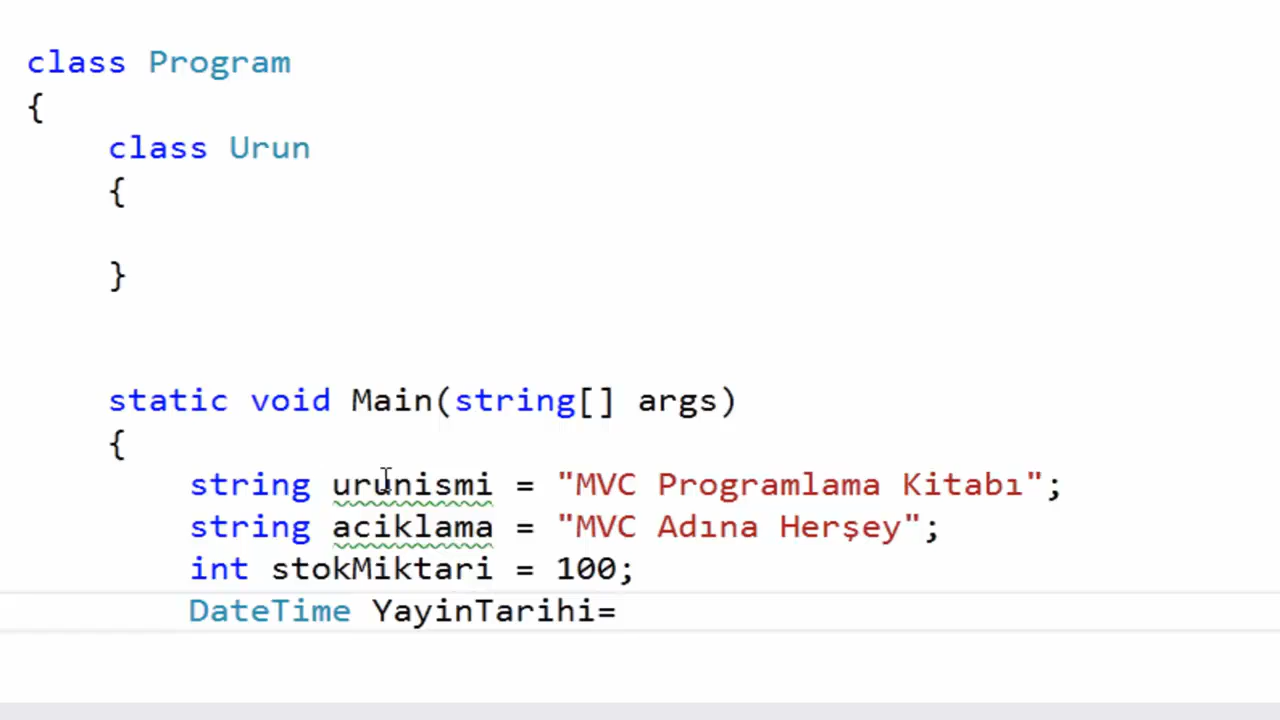 class Program
{
class Urun
{
}
static void Main(string[] args)
{
string urunismi = "MVC Programlama Kitabı";
string aciklama = "MVC Adına Herşey";
int stokMiktari = 100;
DateTime YayinTarihi=